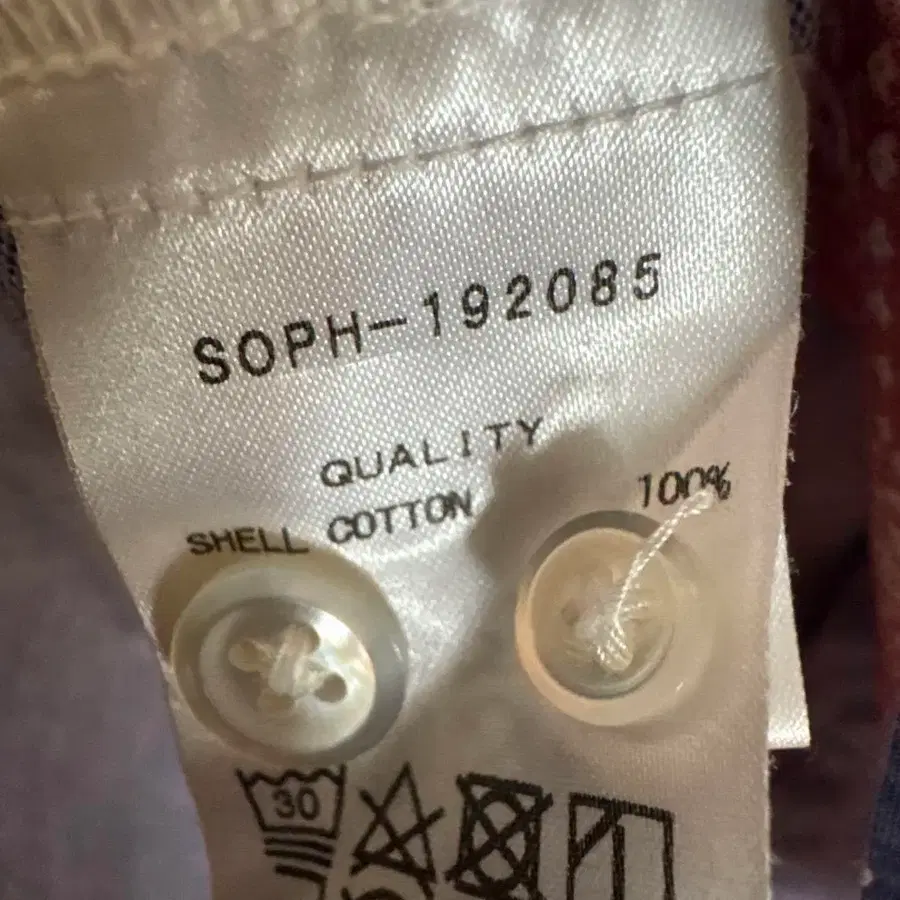 SOPH-192085
QUALITY
SHELL COTTON 100%
30